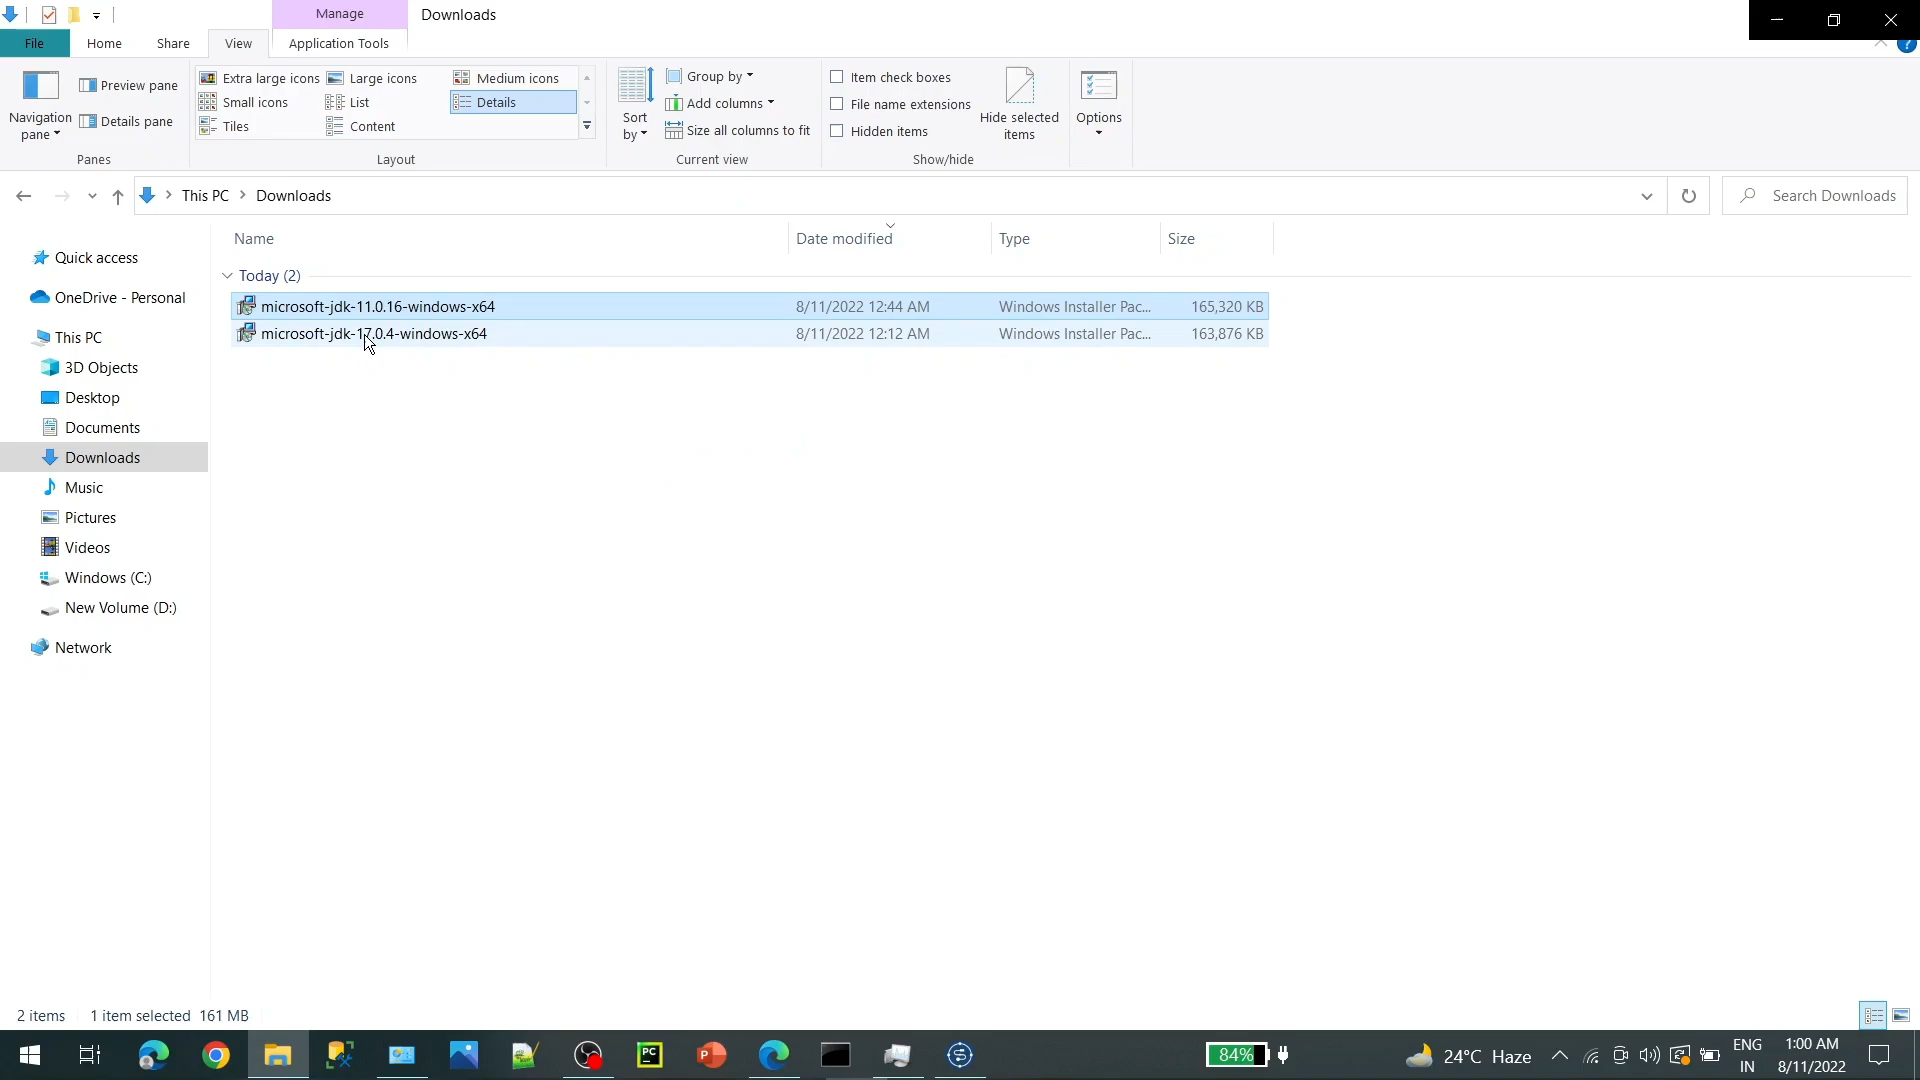 Manage
Downloads
File
Home
Share
View
Application Tools
Navigation pane
Preview pane
Details pane
Panes
Extra large icons
Large icons
Medium icons
Small icons
List
Details
Tiles
Content
Layout
Sort by
Group by
Add columns
Size all columns to fit
Current view
Item check boxes
File name extensions
Hidden items
Hide selected items
Show/hide
Options
This PC > Downloads
Search Downloads
Name
Date modified
Type
Size
Quick access
OneDrive - Personal
This PC
3D Objects
Desktop
Documents
Downloads
Music
Pictures
Videos
Windows (C:)
New Volume (D:)
Network
Today (2)
microsoft-jdk-11.0.16-windows-x64 8/11/2022 12:44 AM Windows Installer Pac... 165,320 KB
microsoft-jdk-17.0.4-windows-x64 8/11/2022 12:12 AM Windows Installer Pac... 163,876 KB
2 items 1 item selected 161 MB
PC
P
84%
24°C Haze
ENG
IN
1:00 AM
8/11/2022